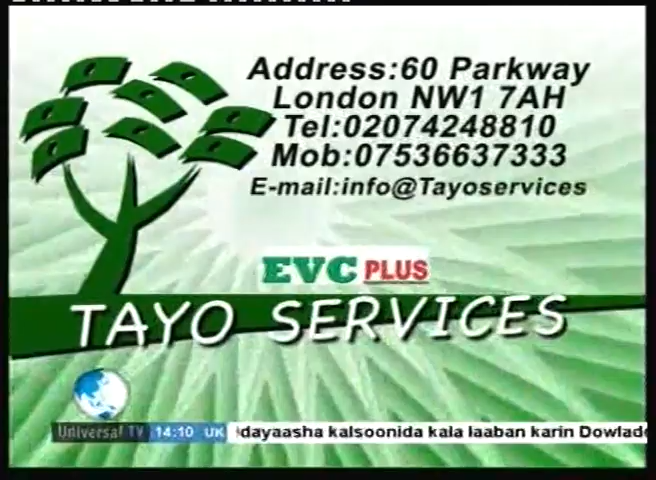 Address:60 Parkway
London NW1 7AH
Tel:02074248810
Mob:07536637333
E-mail:info@Tayoservices
EVC PLUS
TAYO SERVICES
Universal TV 14:10 UK dayaasha kalsoonida kala laaban karin Dowlad